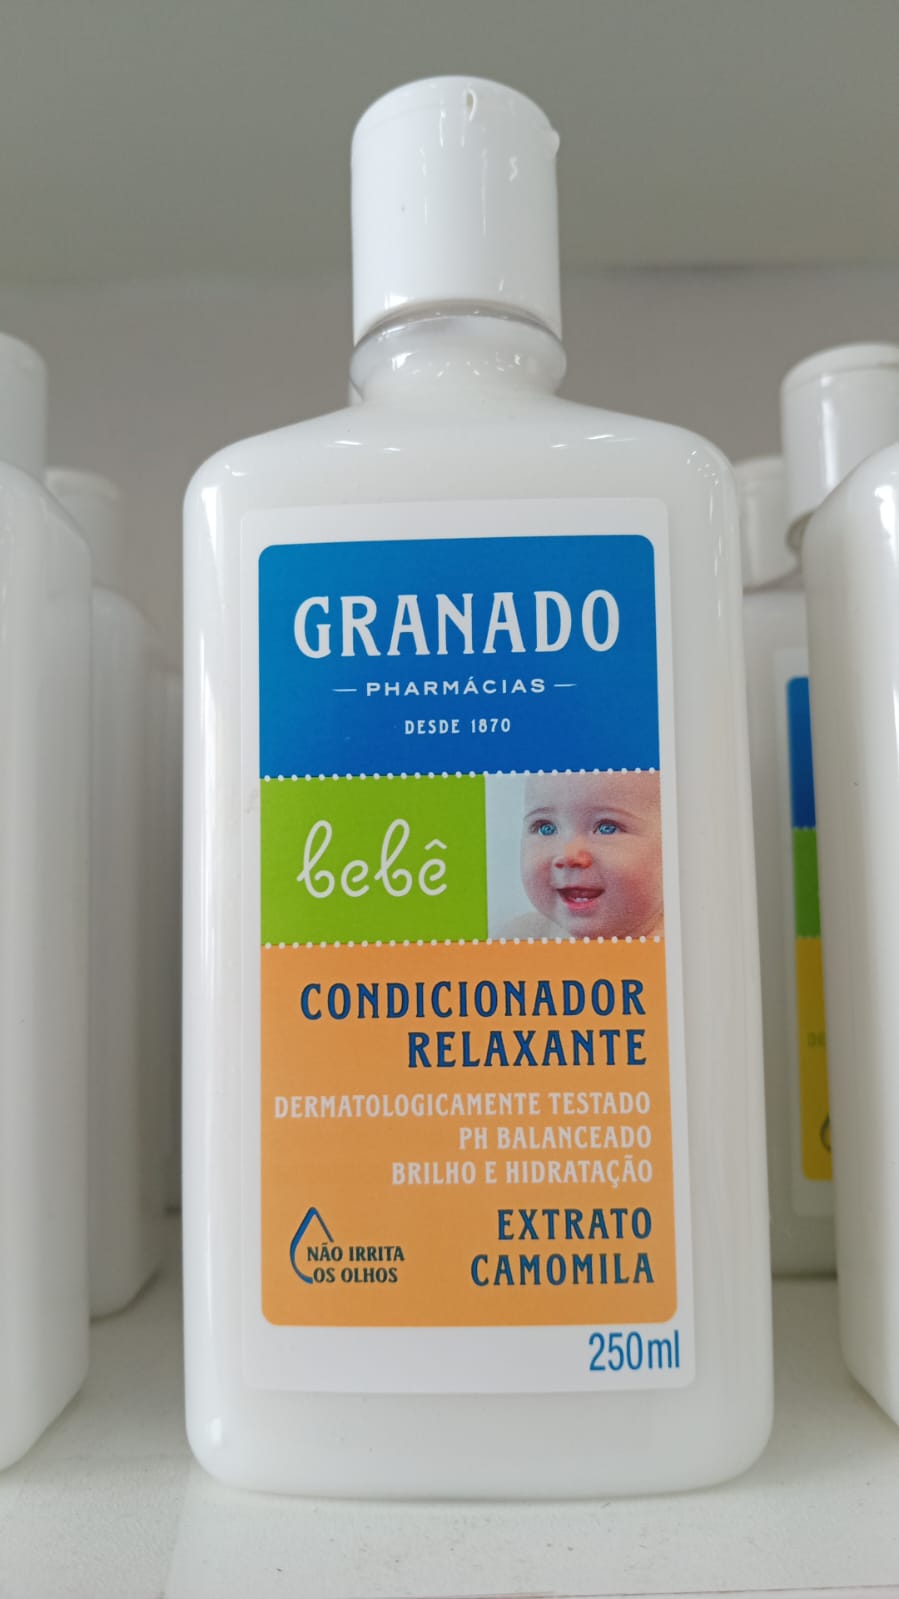 GRANADO
PHARMÁCIAS
DESDE 1870
bebê
CONDICIONADOR
RELAXANTE
DERMATOLOGICAMENTE TESTADO
PH BALANCEADO
BRILHO E HIDRATAÇÃO
NÃO IRRITA
OS OLHOS
EXTRATO
CAMOMILA
250ml